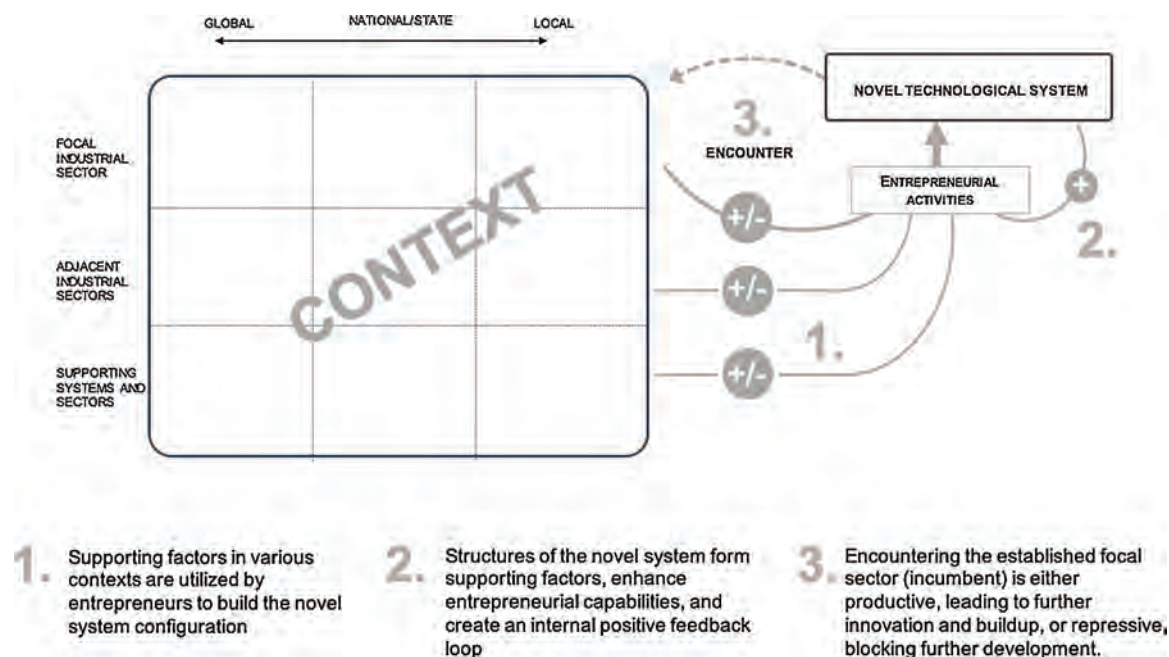 GLOBAL
NATIONAL/STATE
LOCAL
FOCAL
INDUSTRIAL
SECTOR
ADJACENT
INDUSTRIAL
SECTORS
SUPPORTING
SYSTEMS AND
SECTORS
CONTEXT
NOVEL TECHNOLOGICAL SYSTEM
3.
ENCOUNTER
ENTREPRENEURIAL
ACTIVITIES
+
2.
+/-
+/-
1.
+/-
1.
Supporting factors in various
contexts are utilized by
entrepreneurs to build the novel
system configuration
2.
Structures of the novel system form
supporting factors, enhance
entrepreneurial capabilities, and
create an internal positive feedback
loop
3.
Encountering the established focal
sector (incumbent) is either
productive, leading to further
innovation and buildup, or repressive,
blocking further development.